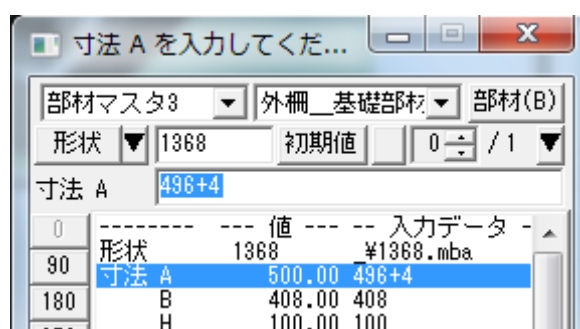 寸法 A を入力してくだ...
部材マスタ3 外柵__基礎部材 部材(B)
形状 1368 初期値 0 / 1
寸法 A 496+4
0 -------- --- 値 --- -- 入力データ -
形状 1368 _¥1368.mba
90 寸法 A 500.00 496+4
180 B 408.00 408
H 100.00 100